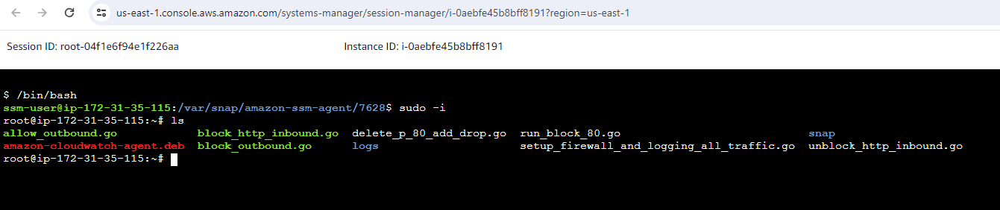 us-east-1.console.aws.amazon.com/systems-manager/session-manager/i-0aebfe45b8bff8191?region=us-east-1
Session ID: root-04f1e6f94e1f226aa Instance ID: i-0aebfe45b8bff8191
$ /bin/bash
ssm-user@ip-172-31-35-115:/var/snap/amazon-ssm-agent/7628$ sudo -i
root@ip-172-31-35-115:~# ls
allow_outbound.go block_http_inbound.go delete_p_80_add_drop.go run_block_80.go snap
amazon-cloudwatch-agent.deb block_outbound.go logs setup_firewall_and_logging_all_traffic.go unblock_http_inbound.go
root@ip-172-31-35-115:~#